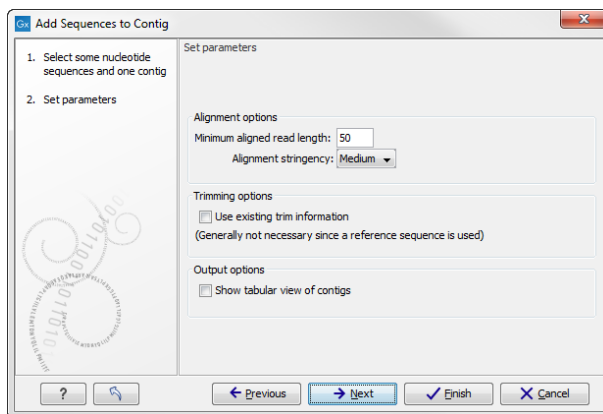 Gx Add Sequences to Contig
1. Select some nucleotide
sequences and one contig
2. Set parameters
Set parameters
Alignment options
Minimum aligned read length: 50
Alignment stringency: Medium
Trimming options
Use existing trim information
(Generally not necessary since a reference sequence is used)
Output options
Show tabular view of contigs
? Previous Next Finish Cancel